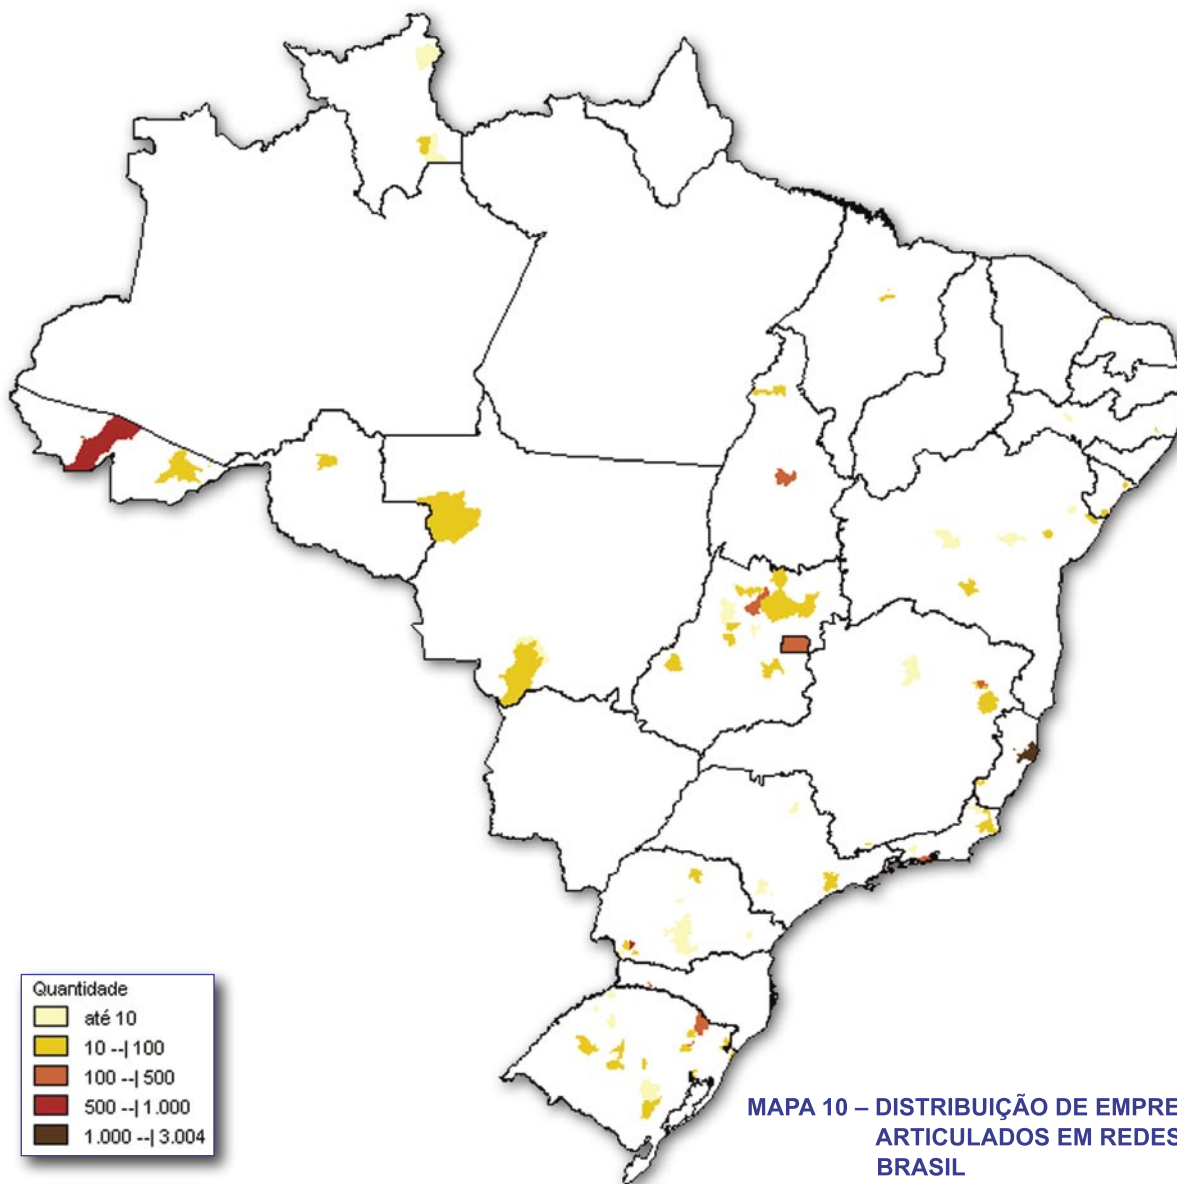 Quantidade
até 10
10 --| 100
100 --| 500
500 --| 1.000
1.000 --| 3.004
MAPA 10 – DISTRIBUIÇÃO DE EMPRE
ARTICULADOS EM REDES
BRASIL